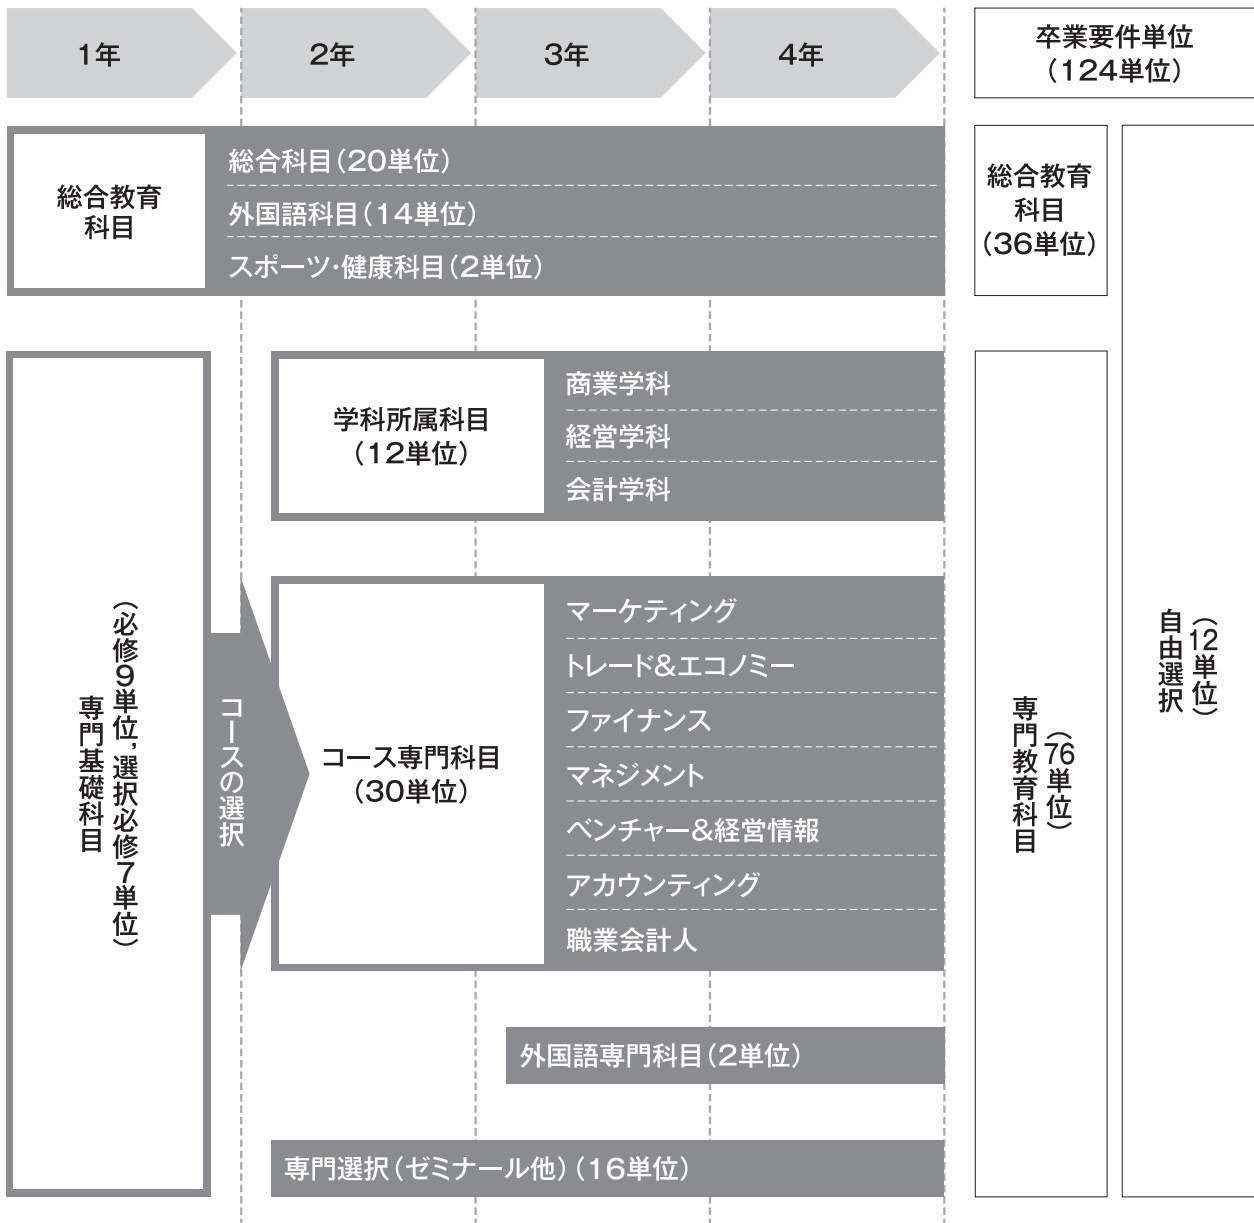 1年
2年
3年
4年
卒業要件単位
(124単位)
総合教育
科目
総合科目(20単位)
外国語科目(14単位)
スポーツ・健康科目(2単位)
総合教育
科目
(36単位)
専門基礎科目
(必修9単位,選択必修7単位)
コースの選択
学科所属科目
(12単位)
商業学科
経営学科
会計学科
コース専門科目
(30単位)
マーケティング
トレード&エコノミー
ファイナンス
マネジメント
ベンチャー&経営情報
アカウンティング
職業会計人
外国語専門科目(2単位)
専門選択(ゼミナール他)(16単位)
専門教育科目
(76単位)
自由選択
(12単位)